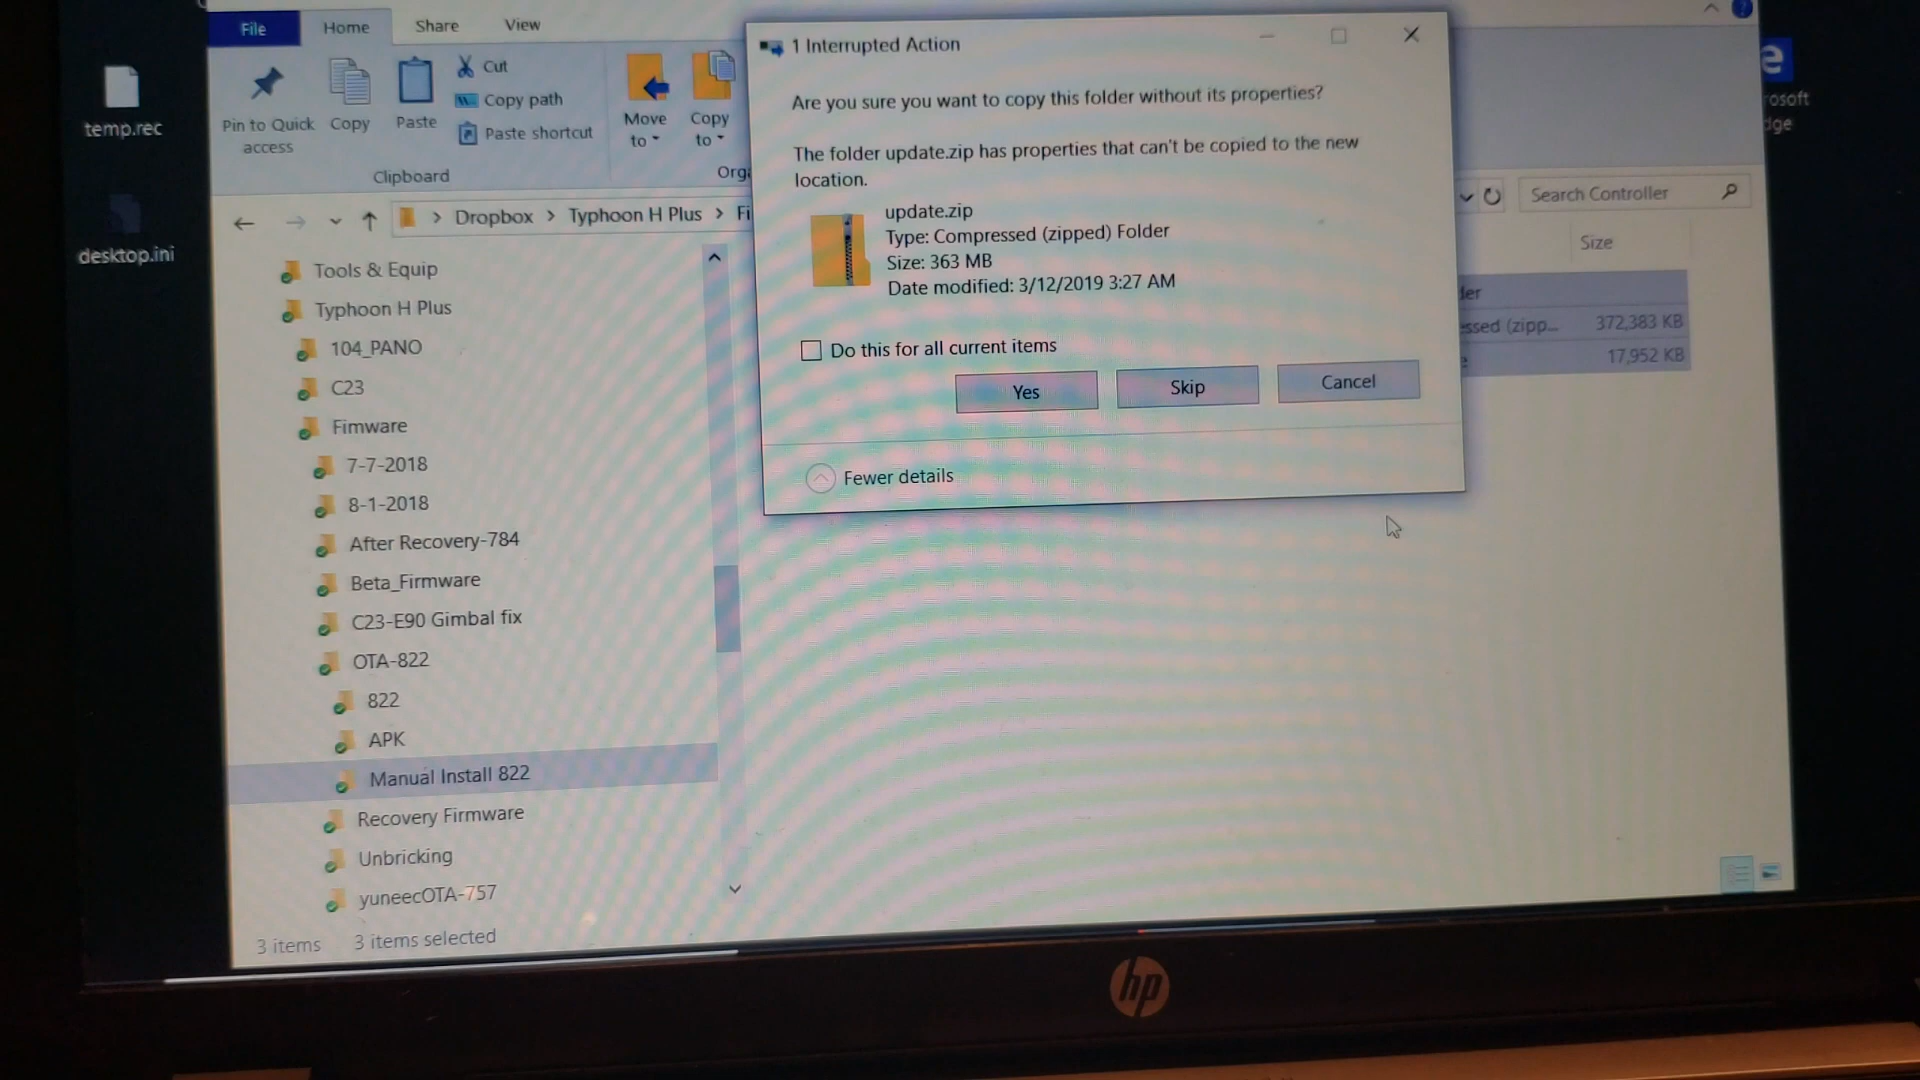 File
Home
Share
View
Pin to Quick
access
Copy
Paste
Cut
Copy path
Paste shortcut
Clipboard
Move
to
Copy
to
Dropbox > Typhoon H Plus > Fi
Tools & Equip
Typhoon H Plus
104_PANO
C23
Fimware
7-7-2018
8-1-2018
After Recovery-784
Beta_Firmware
C23-E90 Gimbal fix
OTA-822
822
APK
Manual Install 822
Recovery Firmware
Unbricking
yuneecOTA-757
3 items
3 items selected
temp.rec
desktop.ini
1 Interrupted Action
Are you sure you want to copy this folder without its properties?
The folder update.zip has properties that can't be copied to the new
location.
update.zip
Type: Compressed (zipped) Folder
Size: 363 MB
Date modified: 3/12/2019 3:27 AM
Do this for all current items
Yes
Skip
Cancel
Fewer details
Search Controller
Size
der
essed (zipp...
372,383 KB
17,952 KB
rosoft
dge
hp